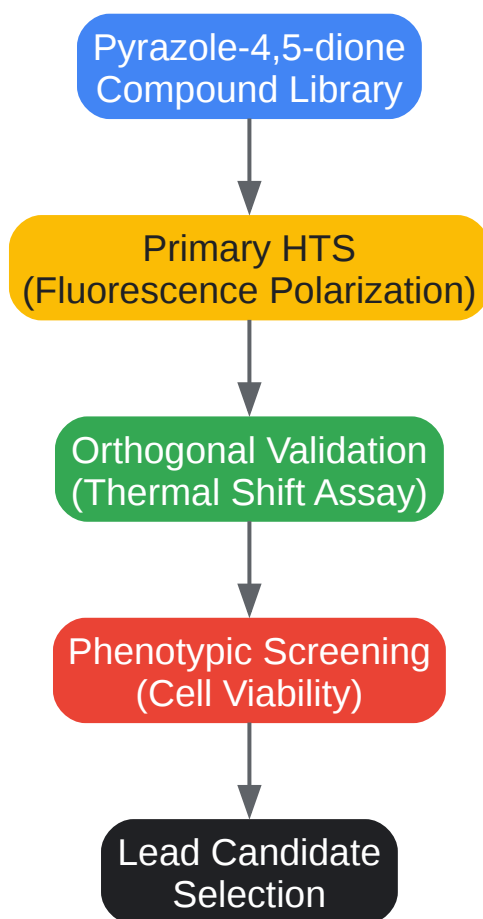 Pyrazole-4,5-dione
Compound Library
Primary HTS
(Fluorescence Polarization)
Orthogonal Validation
(Thermal Shift Assay)
Phenotypic Screening
(Cell Viability)
Lead Candidate
Selection